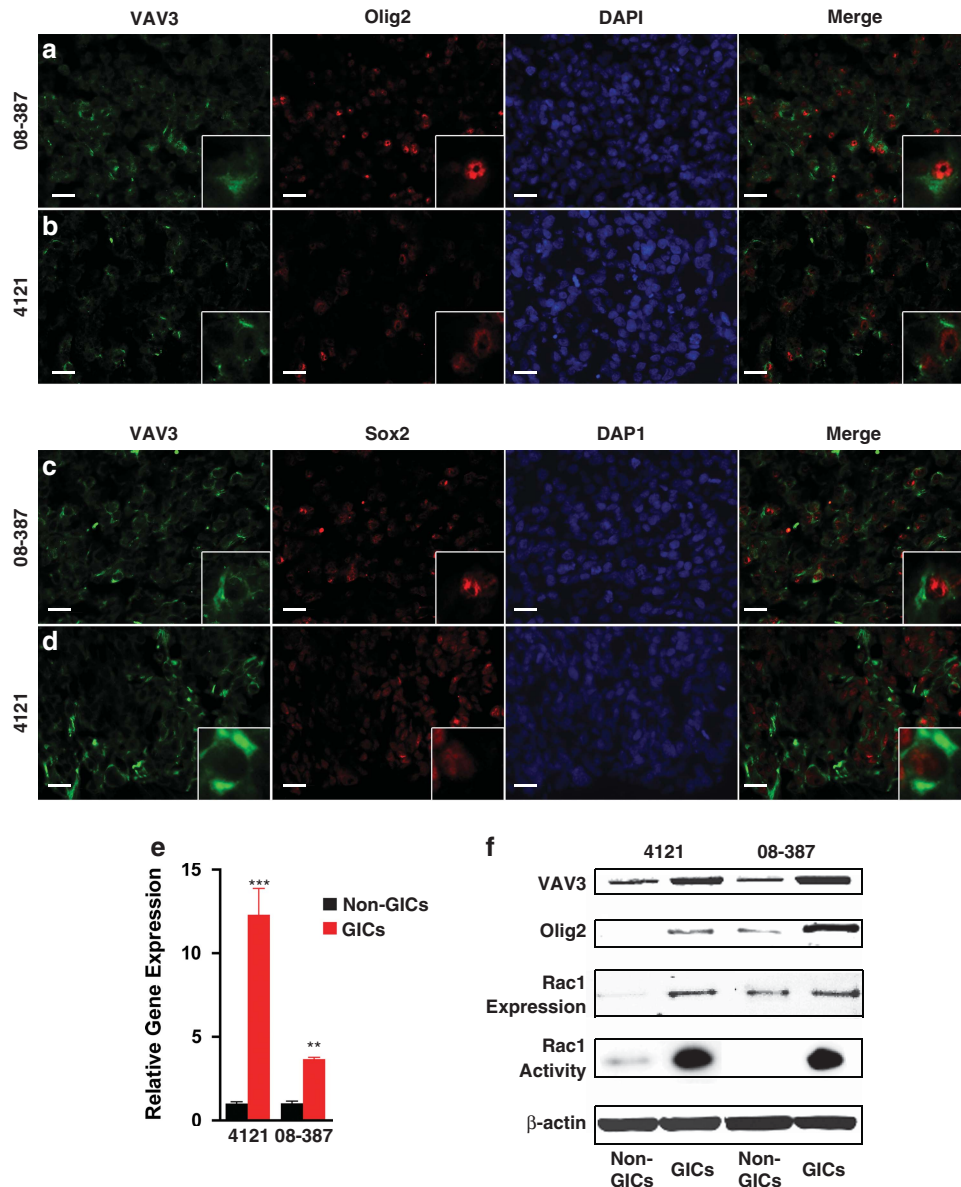 VAV3 Olig2 DAPI Merge
a
08-387
b
4121
VAV3 Sox2 DAP1 Merge
c
08-387
d
4121
e
15
10
5
0
Relative Gene Expression
***
**
Non-GICs
GICs
4121 08-387
f
4121 08-387
VAV3
Olig2
Rac1
Expression
Rac1
Activity
β-actin
Non-
GICs
GICs
Non-
GICs
GICs